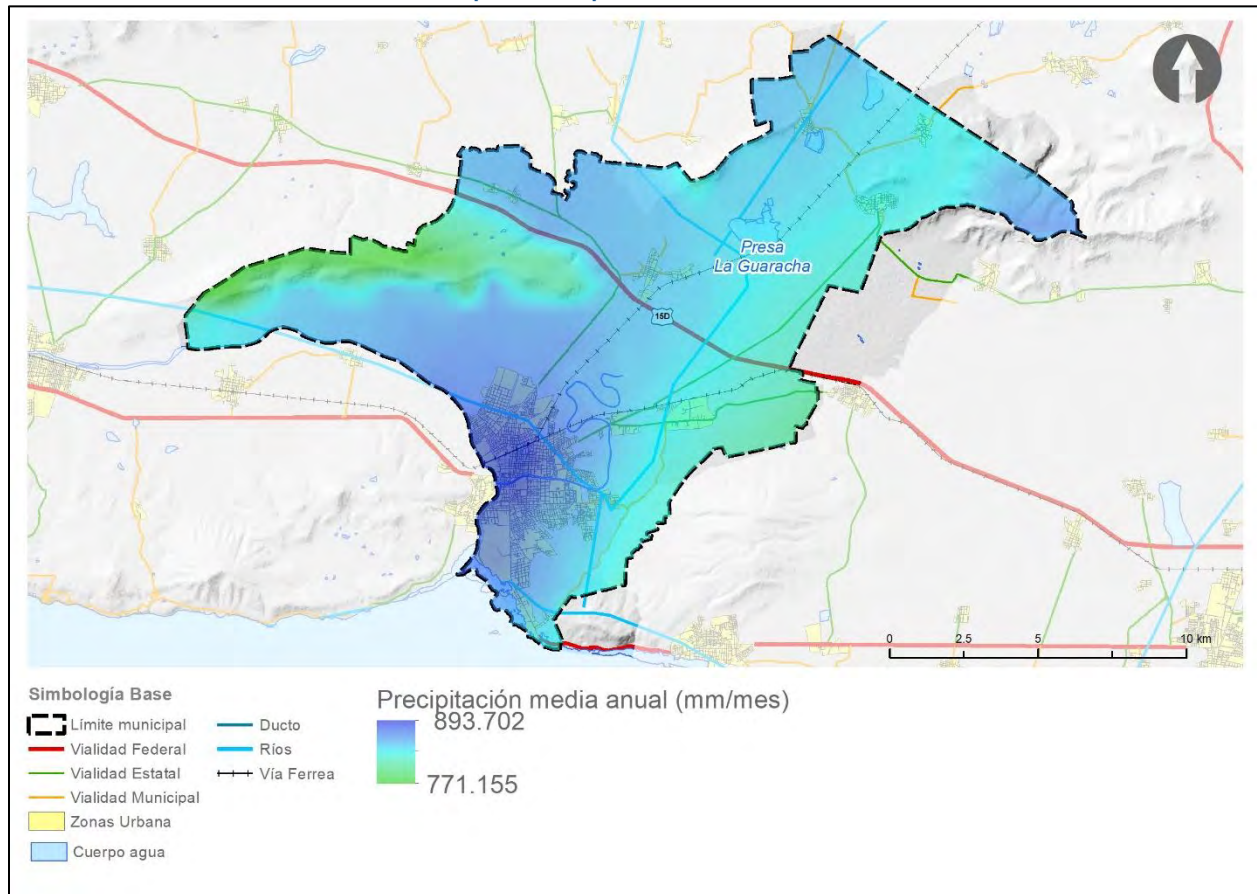 Presa
La Guaracha
15D
0 2.5 5 10 km
Simbología Base
Límite municipal
Vialidad Federal
Vialidad Estatal
Vialidad Municipal
Zonas Urbana
Cuerpo agua
Ducto
Ríos
Vía Ferrea
Precipitación media anual (mm/mes)
893.702
771.155